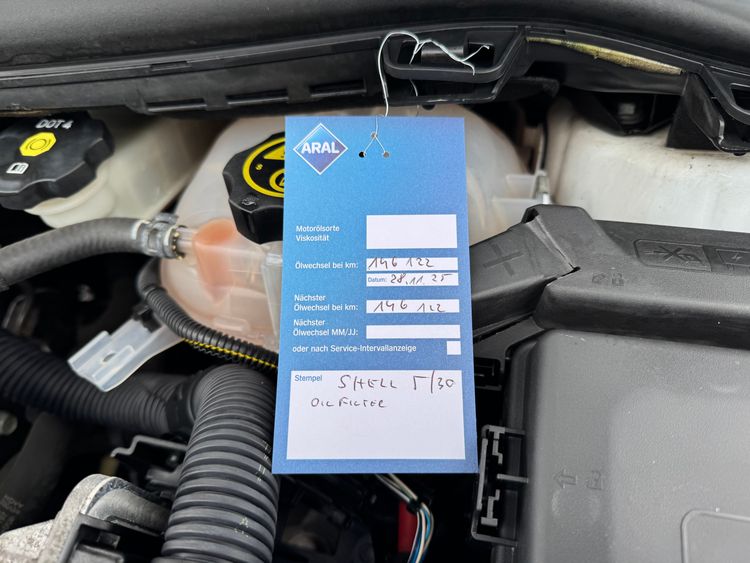 DOT 4
ARAL
Motorölsorte
Viskosität
Ölwechsel bei km: 146 122
Datum: 28.11.25
Nächster
Ölwechsel bei km: 146 122
Nächster
Ölwechsel MM/JJ:
oder nach Service-Intervallanzeige
Stempel SHELL 5/30
OIL FILTER